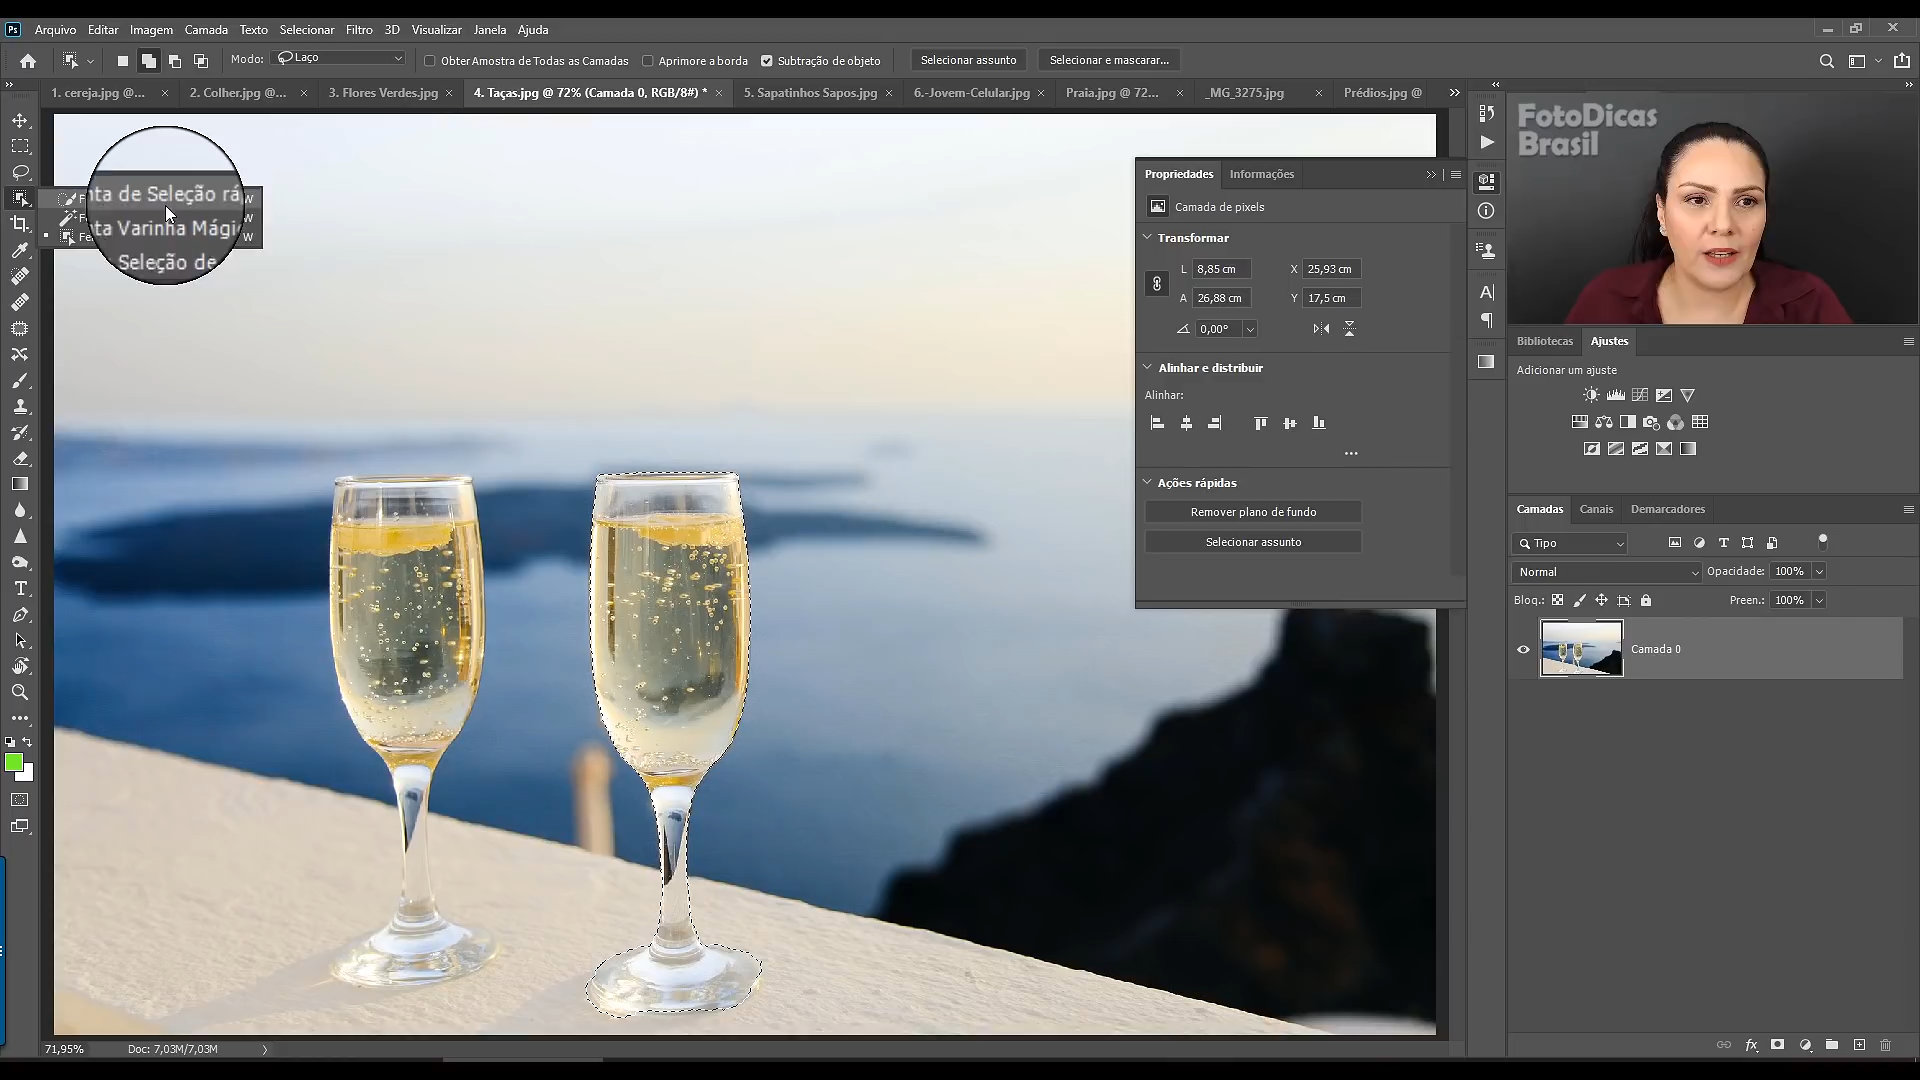 Ps Arquivo Editar Imagem Camada Texto Selecionar Filtro 3D Visualizar Janela Ajuda
Modo: Laço Obter Amostra de Todas as Camadas Aprimore a borda Subtração de objeto Selecionar assunto Selecionar e mascarar...
1. cereja.jpg @... 2. Colher.jpg @... 3. Flores Verdes.jpg 4. Taças.jpg @ 72% (Camada 0, RGB/8#) * 5. Sapatinhos Sapos.jpg 6.-Jovem-Celular.jpg Praia.jpg @ 72... _MG_3275.jpg Prédios.jpg @
FotoDicas
Brasil
nta de Seleção rá W
nta Varinha Mági W
Seleção de W
Propriedades Informações
Camada de pixels
Transformar
L 8,85 cm X 25,93 cm
A 26,88 cm Y 17,5 cm
0,00°
Alinhar e distribuir
Alinhar:
Ações rápidas
Remover plano de fundo
Selecionar assunto
Bibliotecas Ajustes
Adicionar um ajuste
Camadas Canais Demarcadores
Tipo
Normal Opacidade: 100%
Bloq.: Preen.: 100%
Camada 0
71,95% Doc: 7,03M/7,03M
fx